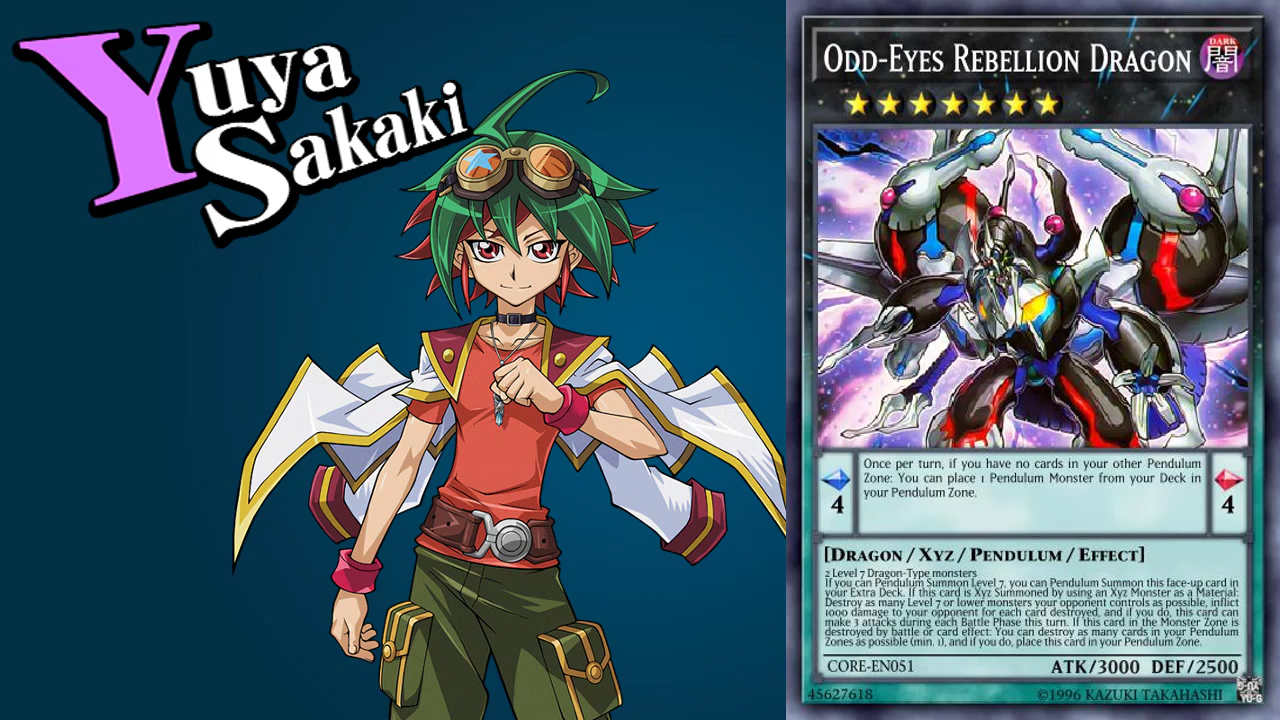 Yuya
Sakaki
Odd-Eyes Rebellion Dragon
DARK
闇
Once per turn, if you have no cards in your other Pendulum
Zone: You can place 1 Pendulum Monster from your Deck in
your Pendulum Zone.
4
4
[Dragon / Xyz / Pendulum / Effect]
2 Level 7 Dragon-Type monsters
If you can Pendulum Summon Level 7, you can Pendulum Summon this face-up card in
your Extra Deck. If this card is Xyz Summoned by using an Xyz Monster as a Material:
Destroy as many Level 7 or lower monsters your opponent controls as possible, inflict
1000 damage to your opponent for each card destroyed, and if you do, this card can
make 3 attacks during each Battle Phase this turn. If this card in the Monster Zone is
destroyed by battle or card effect: You can destroy as many cards in your Pendulum
Zones as possible (min. 1), and if you do, place this card in your Pendulum Zone.
CORE-EN051
ATK/3000 DEF/2500
45627618
©1996 KAZUKI TAKAHASHI